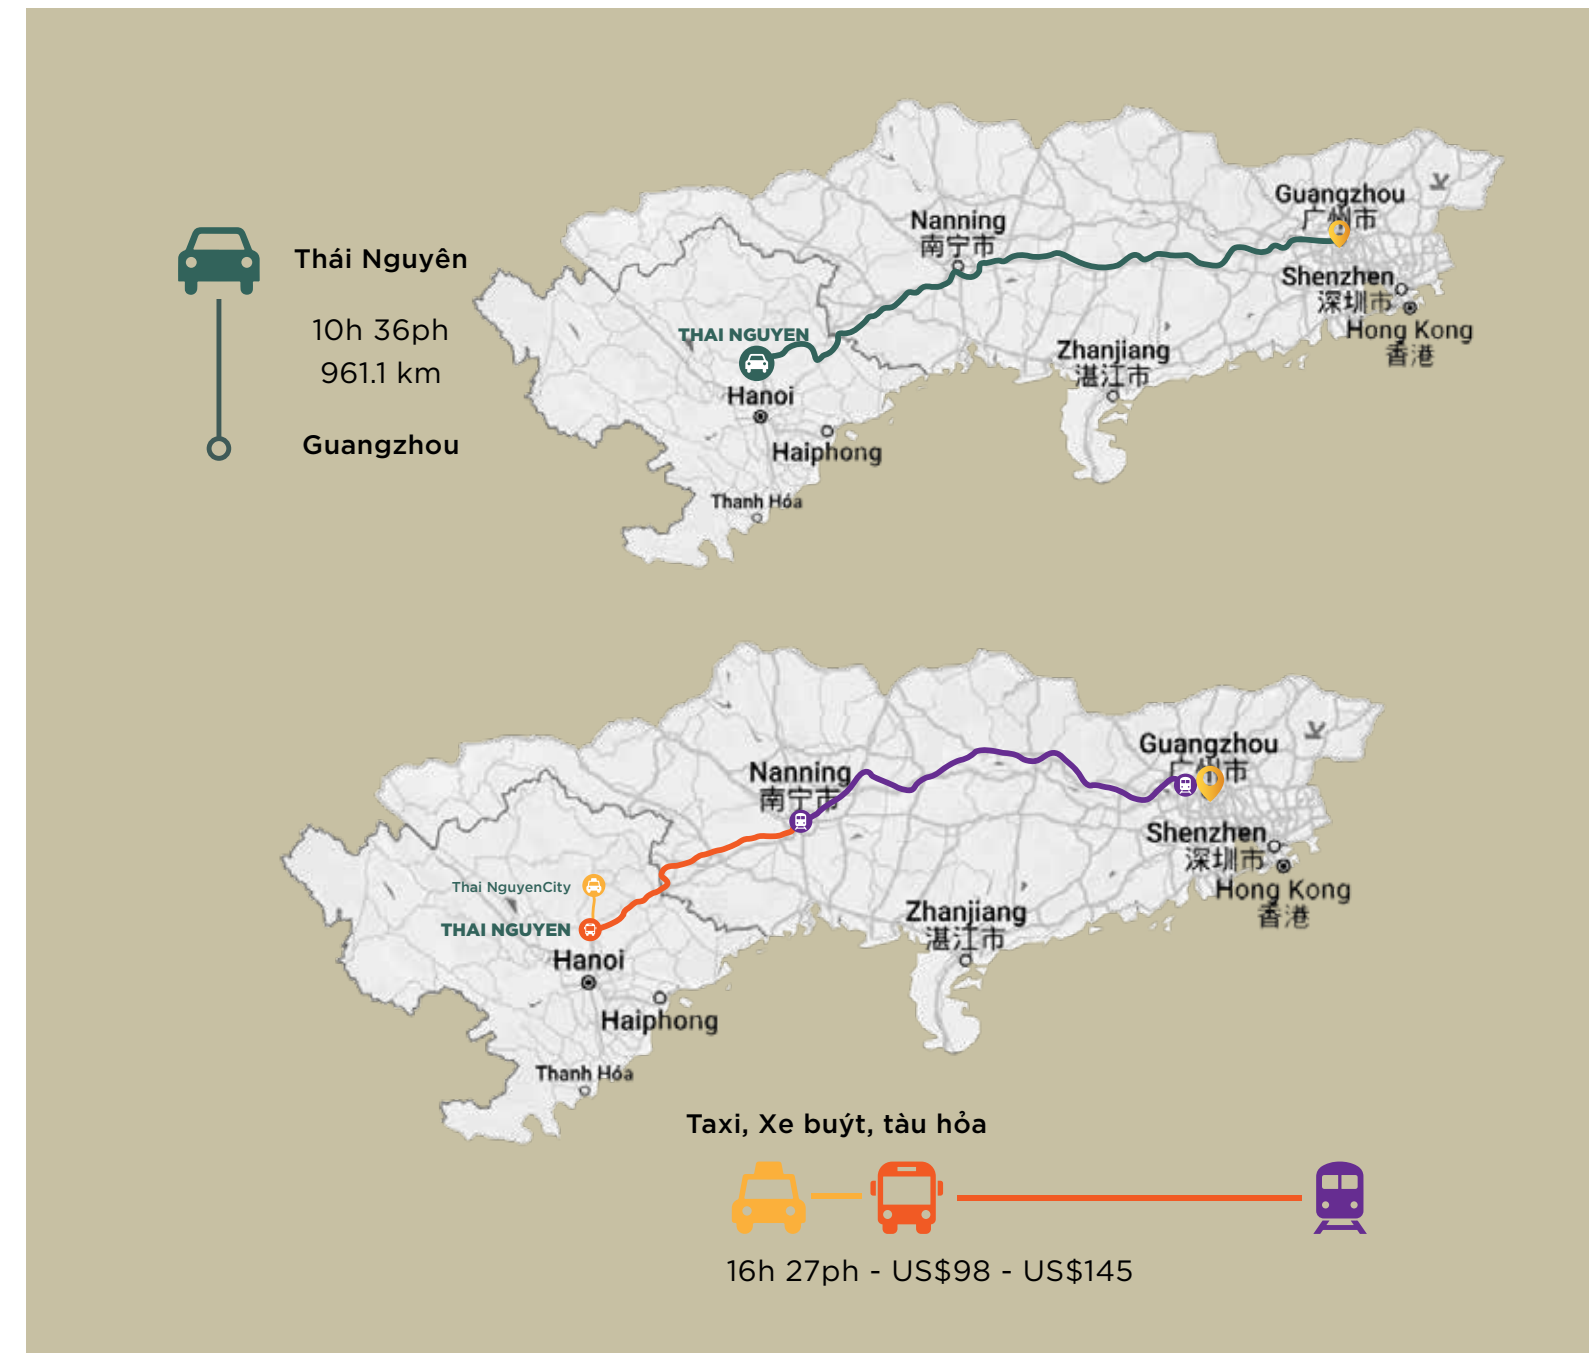 Thái Nguyên
10h 36ph
961.1 km
Guangzhou
Guangzhou
广州市
Nanning
南宁市
Shenzhen
深圳市
Hong Kong
香港
THAI NGUYEN
Zhanjiang
湛江市
Hanoi
Haiphong
Thanh Hóa
Guangzhou
广州市
Nanning
南宁市
Shenzhen
深圳市
Thai NguyenCity
Hong Kong
香港
THAI NGUYEN
Zhanjiang
湛江市
Hanoi
Haiphong
Thanh Hóa
Taxi, Xe buýt, tàu hỏa
16h 27ph - US$98 - US$145